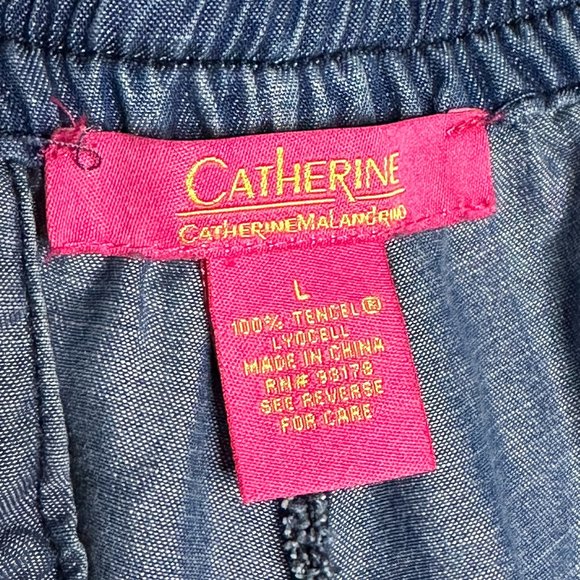 CATHERINE
CATHERINEMALANDRINO
L
100% TENCEL®
LYOCELL
MADE IN CHINA
RN# 93178
SEE REVERSE
FOR CARE